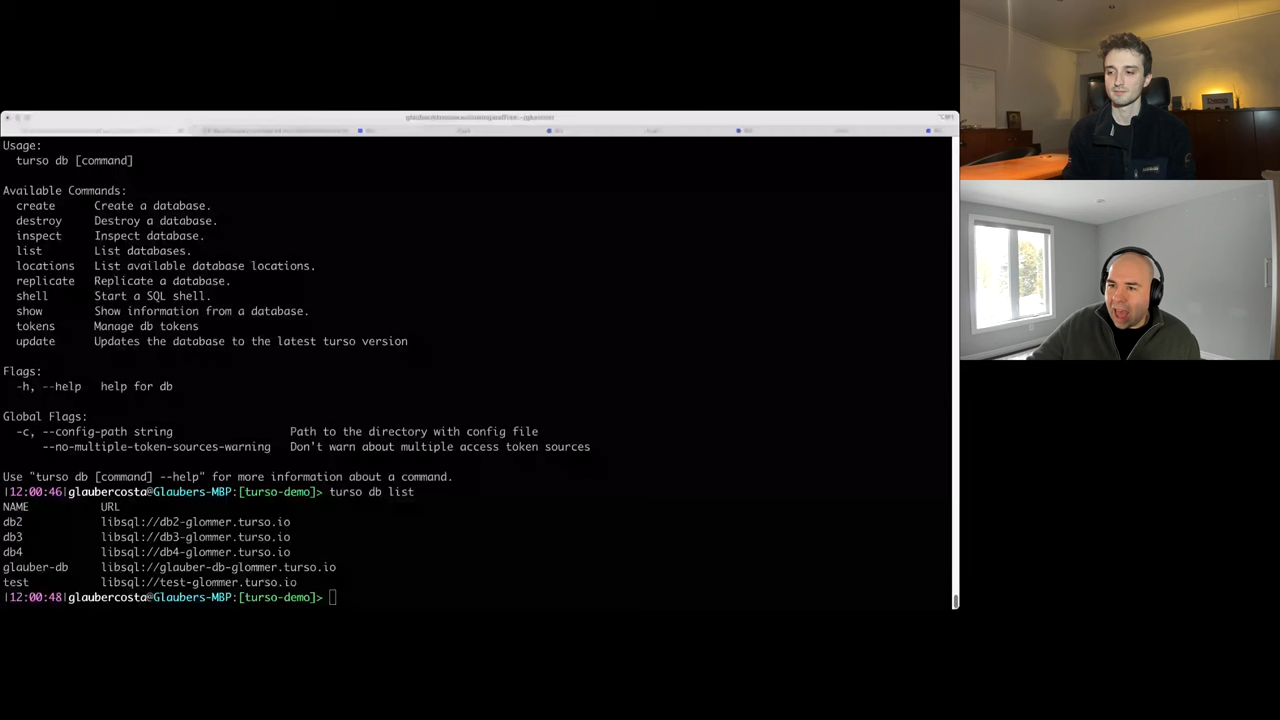 Usage:
turso db [command]
Available Commands:
create Create a database.
destroy Destroy a database.
inspect Inspect database.
list List databases.
locations List available database locations.
replicate Replicate a database.
shell Start a SQL shell.
show Show information from a database.
tokens Manage db tokens
update Updates the database to the latest turso version
Flags:
-h, --help help for db
Global Flags:
-c, --config-path string Path to the directory with config file
--no-multiple-token-sources-warning Don't warn about multiple access token sources
Use "turso db [command] --help" for more information about a command.
|12:00:46|glaubercosta@Glaubers-MBP:[turso-demo]> turso db list
NAME URL
db2 libsql://db2-glommer.turso.io
db3 libsql://db3-glommer.turso.io
db4 libsql://db4-glommer.turso.io
glauber-db libsql://glauber-db-glommer.turso.io
test libsql://test-glommer.turso.io
|12:00:48|glaubercosta@Glaubers-MBP:[turso-demo]>